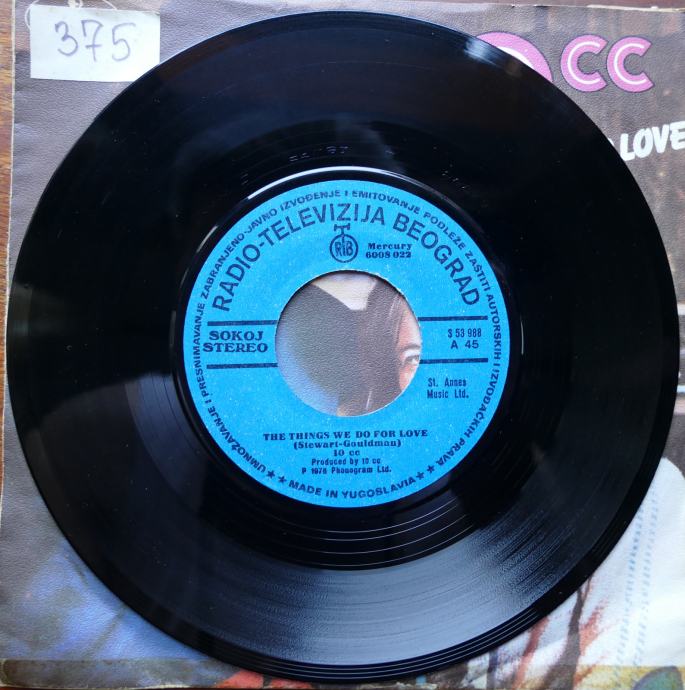 375
CC
LOVE
UMNOŽAVANJE I PRESNIMAVANJE ZABRANJENO-JAVNO IZVOĐENJE I EMITOVANJE PODLEŽE ZAŠTITI AUTORSKIH I IZVOĐAČKIH PRAVA
RADIO-TELEVIZIJA BEOGRAD
RTB
Mercury
6008 022
SOKOJ
STEREO
S 53 988
A 45
St. Annes
Music Ltd.
THE THINGS WE DO FOR LOVE
(Stewart-Gouldman)
10 cc
Produced by 10 cc
P 1976 Phonogram Ltd.
★ ★ MADE IN YUGOSLAVIA ★ ★